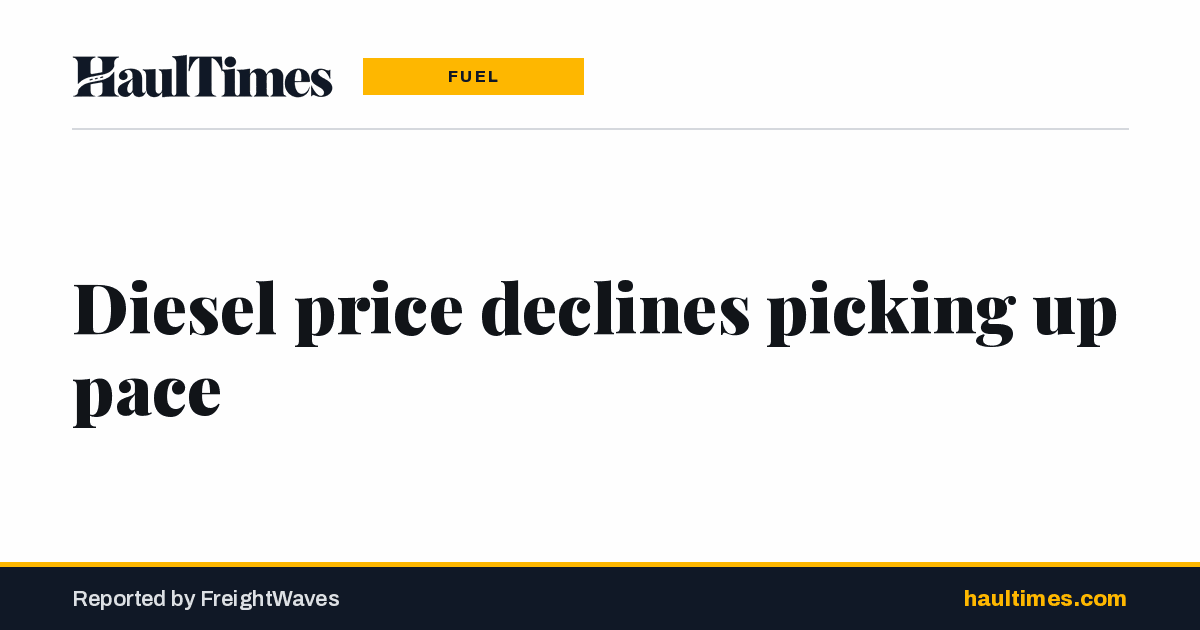 HaulTimes
FUEL
Diesel price declines picking up
pace
Reported by FreightWaves
haultimes.com